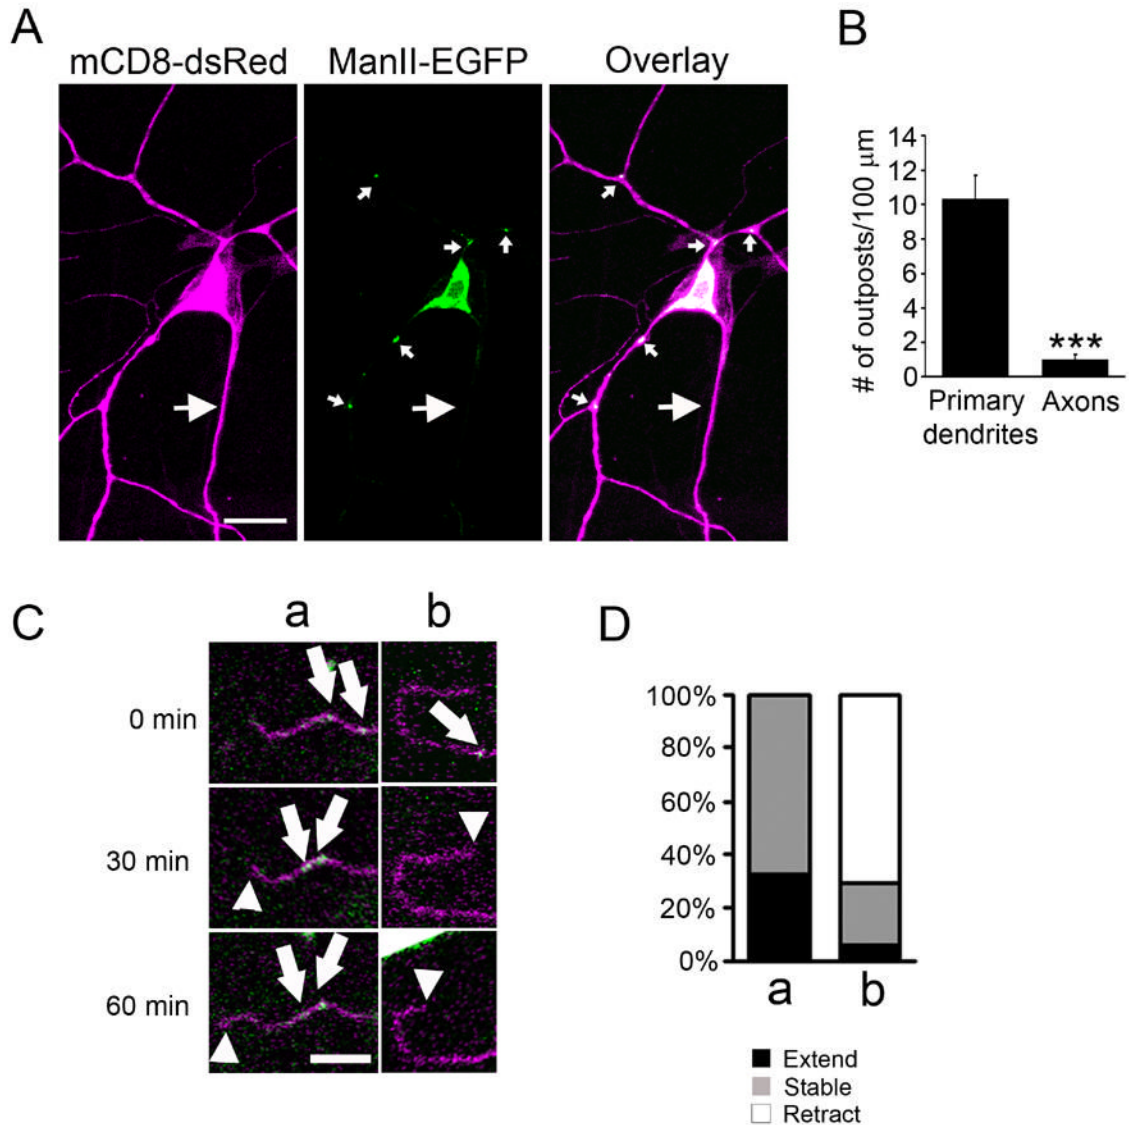 A
mCD8-dsRed
ManII-EGFP
Overlay
B
# of outposts/100 μm
14
12
10
8
6
4
2
0
***
Primary dendrites
Axons
C
a
b
0 min
30 min
60 min
D
100%
80%
60%
40%
20%
0%
a
b
Extend
Stable
Retract